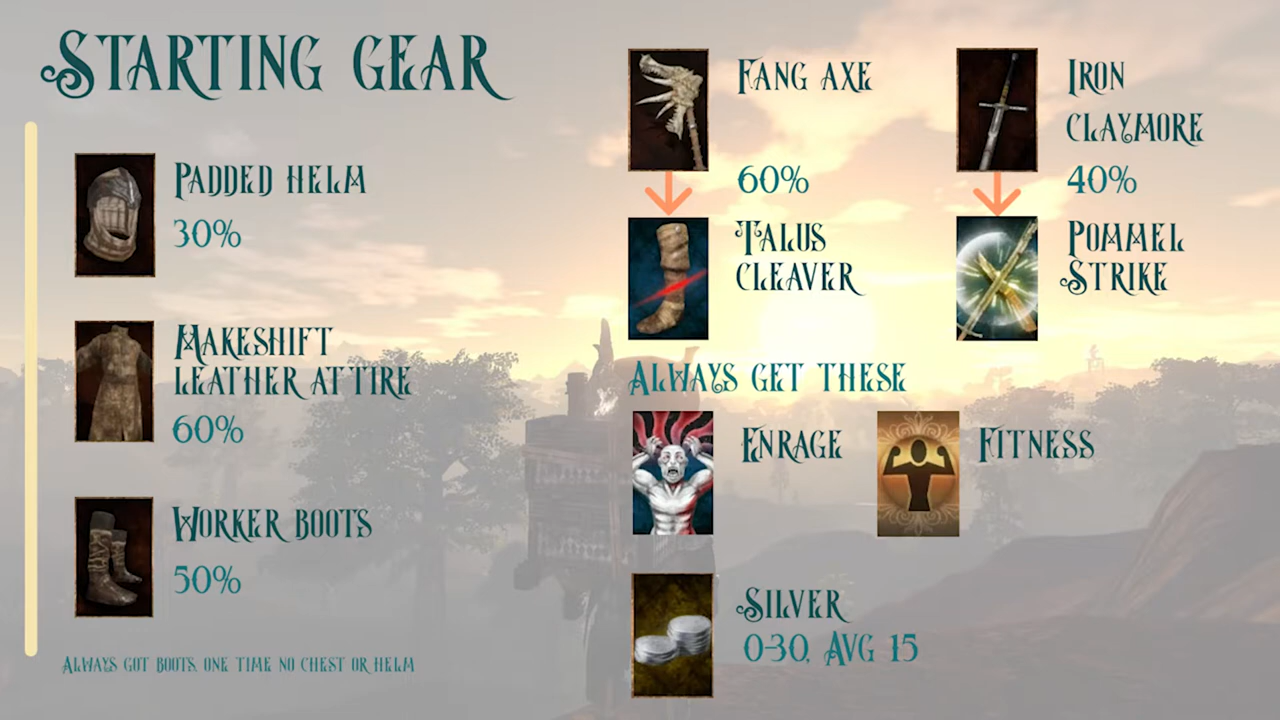 Starting gear
Padded helm
30%
Makeshift
leather attire
60%
Worker boots
50%
Always got boots, one time no chest or helm
Fang axe
60%
Talus
cleaver
Iron
claymore
40%
Pommel
Strike
Always get these
Enrage
Fitness
Silver
0-30, Avg 15